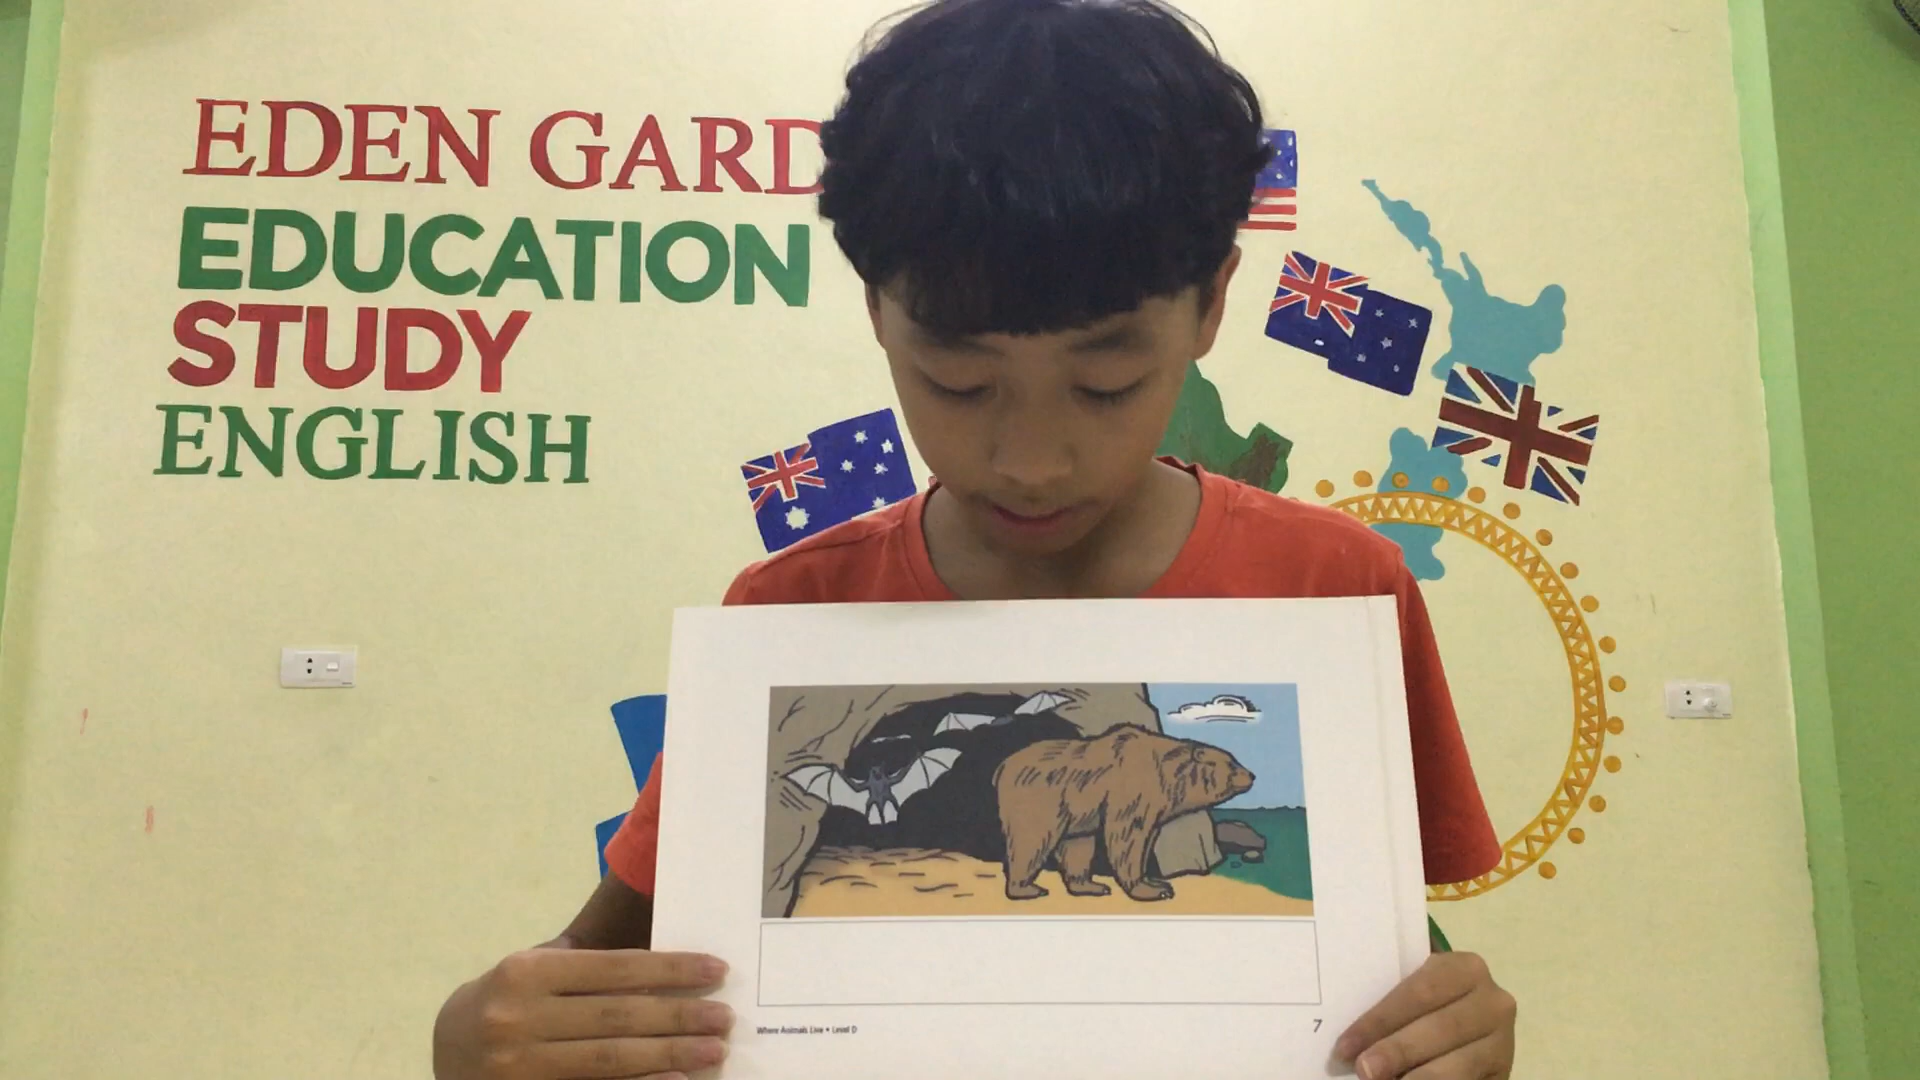 EDEN GARD
EDUCATION
STUDY
ENGLISH
Where Animals Live • Level D
7